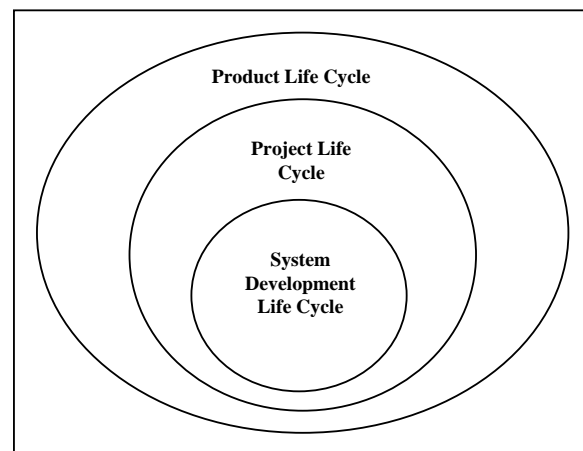 Product Life Cycle
Project Life
Cycle
System
Development
Life Cycle